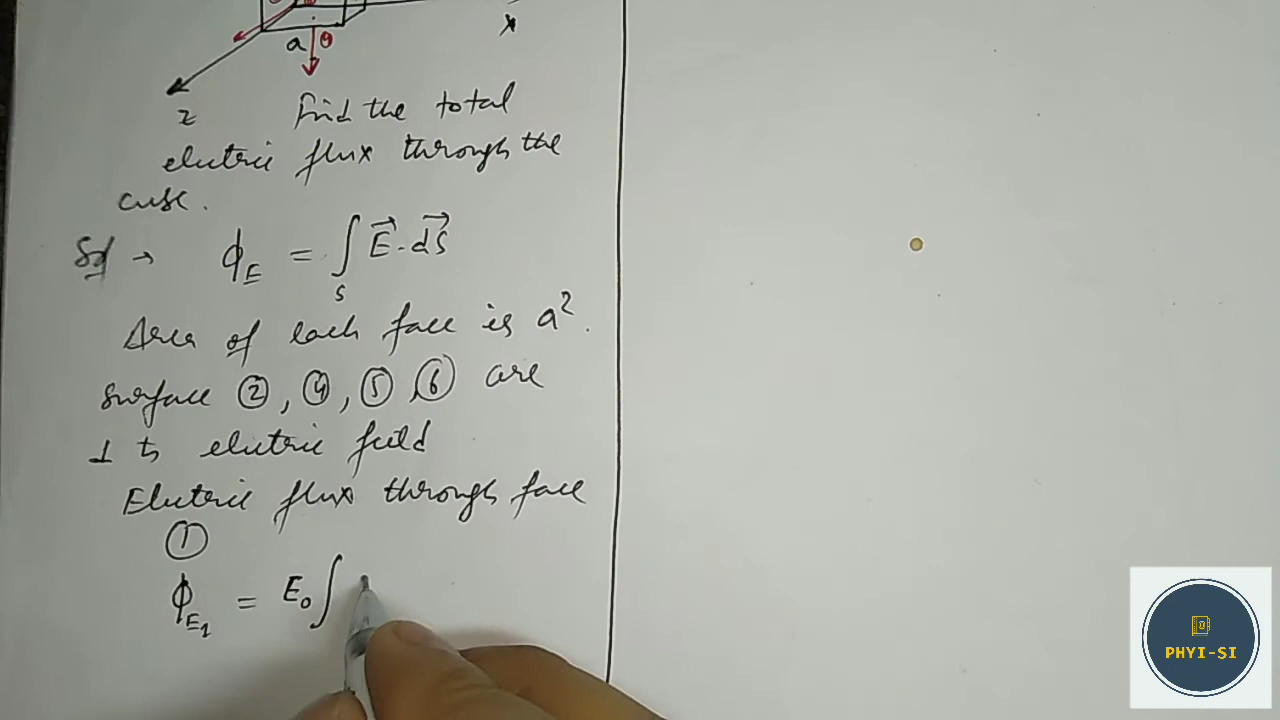 x
a θ
z
Find the total
electric flux through the
cube.
Sol → ϕ_E = ∫_S E⃗ . dS⃗
Area of each face is a².
surface ②, ④, ⑤, ⑥ are
⊥ to electric field
Electric flux through face
①
ϕ_E₁ = E₀ ∫
PHYI-SI